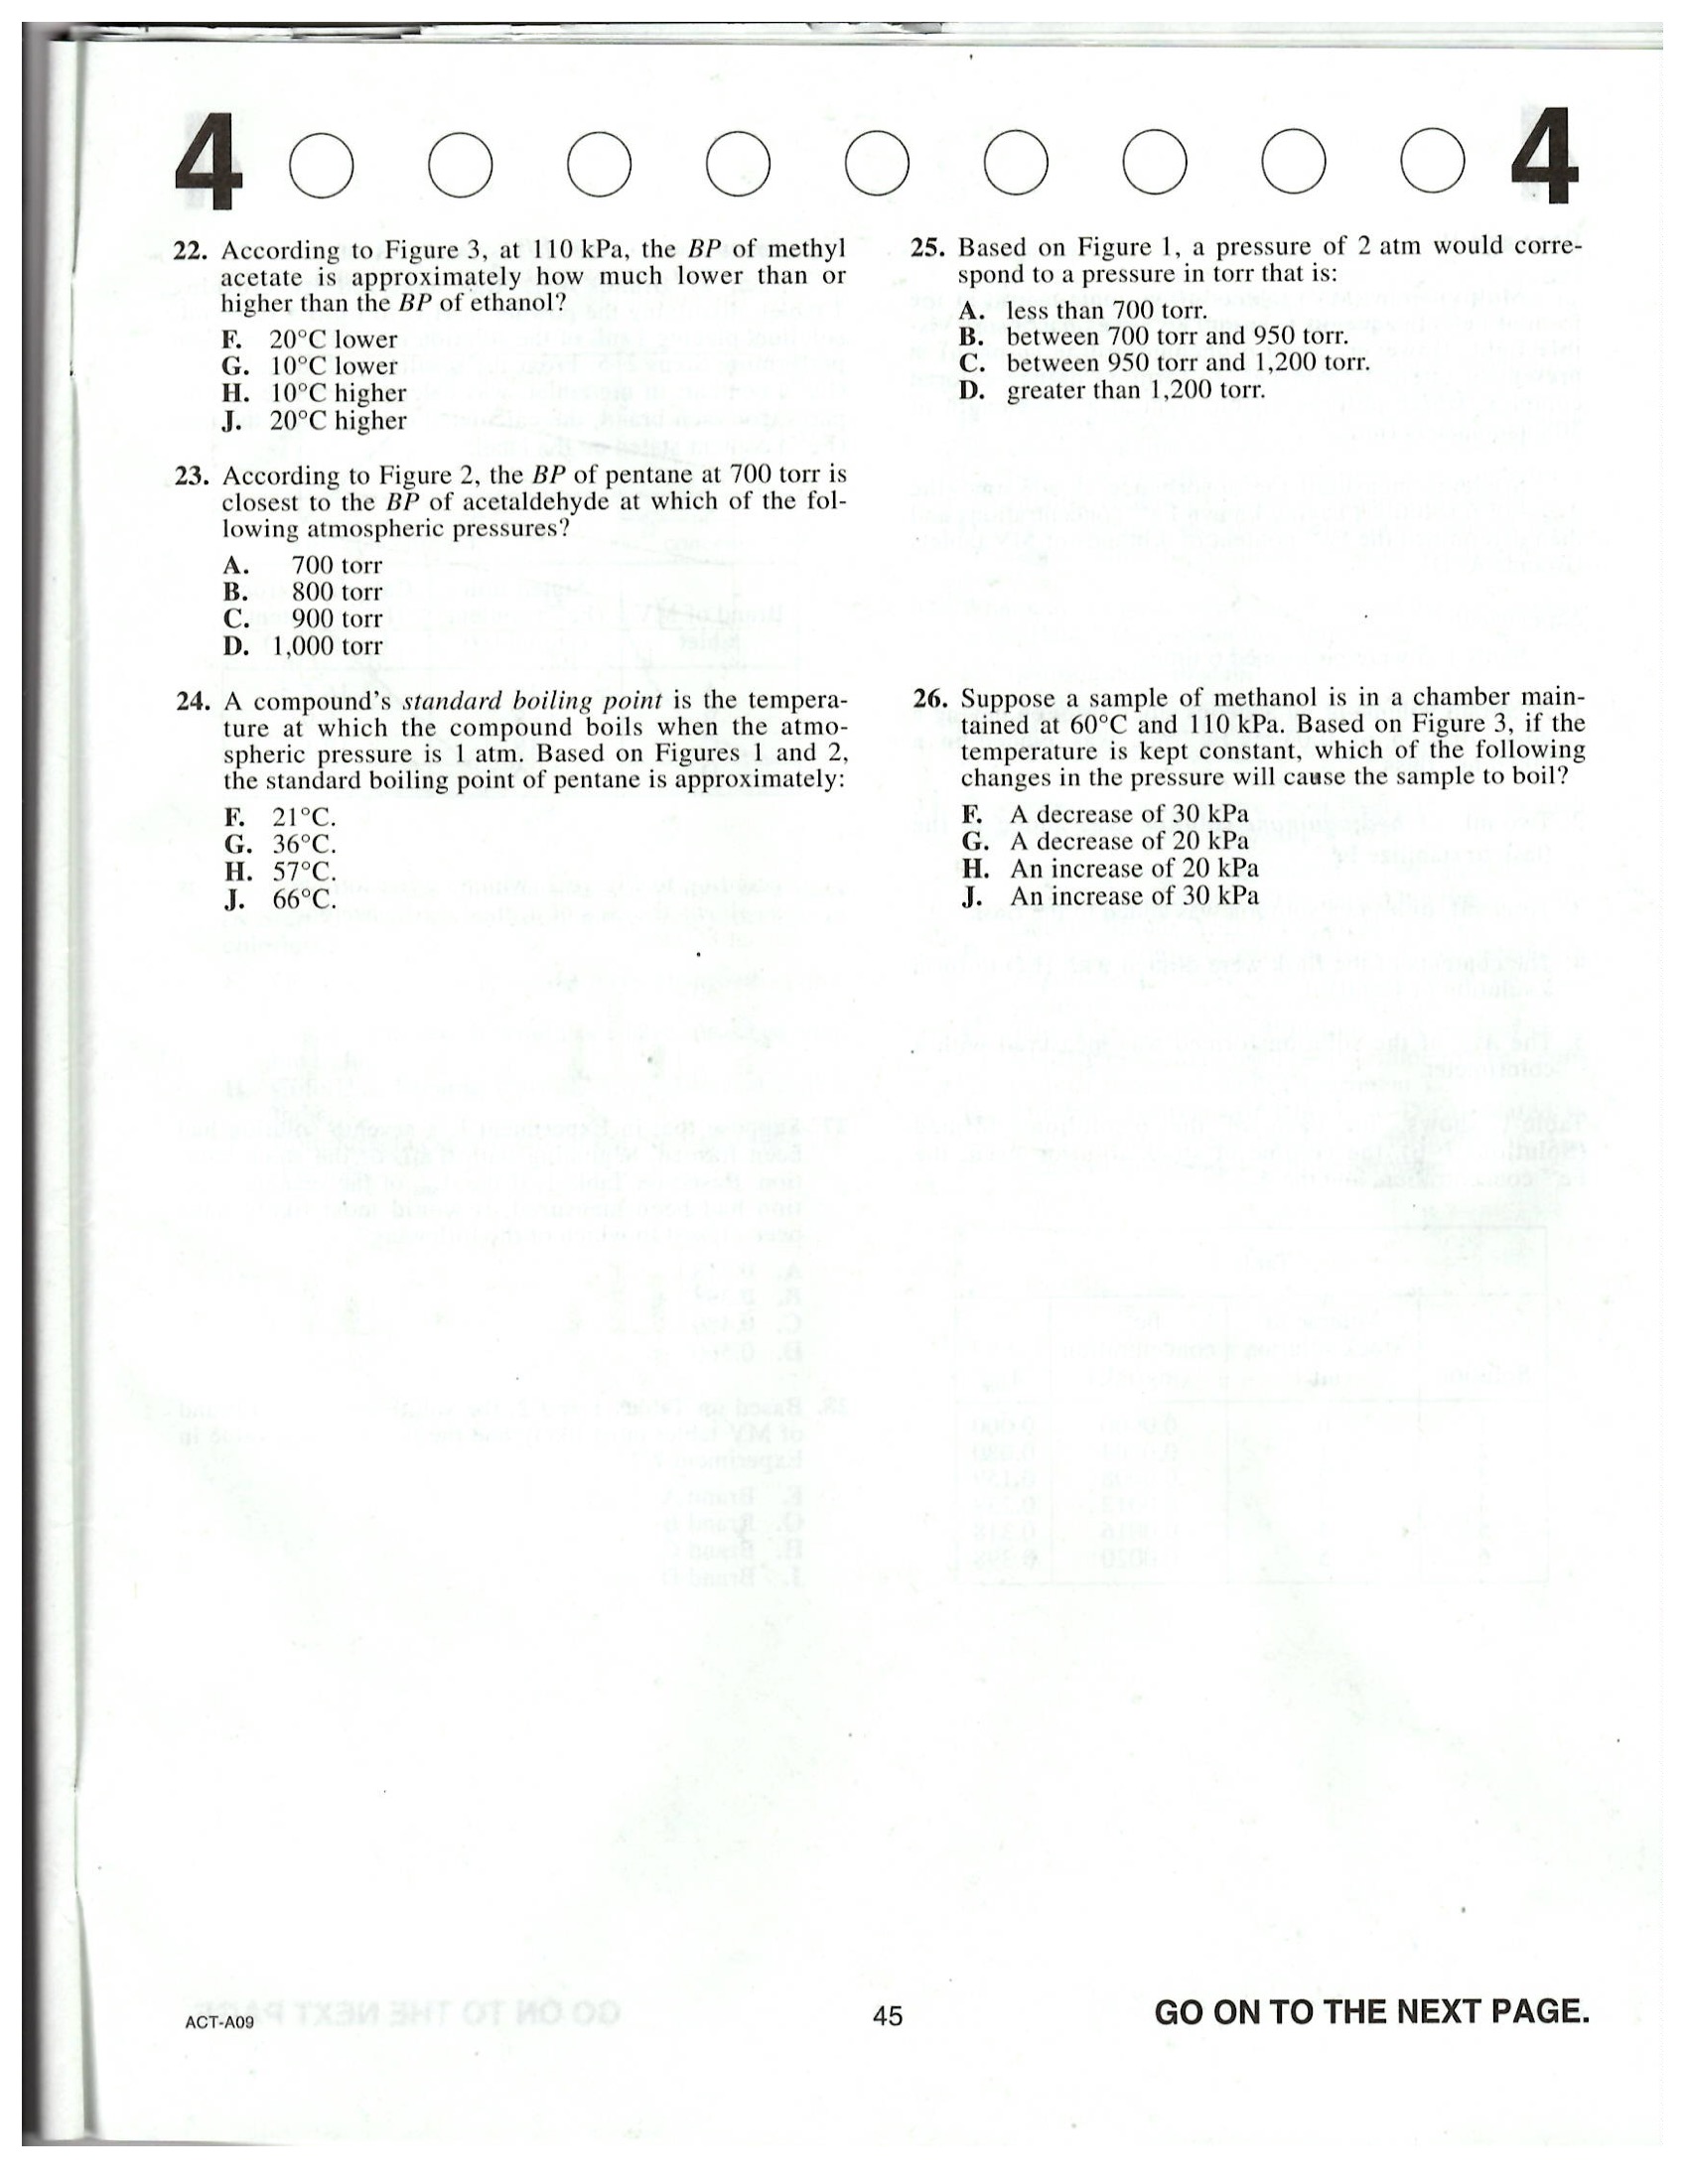 4 4
22. According to Figure 3, at 110 kPa, the BP of methyl
acetate is approximately how much lower than or
higher than the BP of ethanol?
F. 20°C lower
G. 10°C lower
H. 10°C higher
J. 20°C higher
23. According to Figure 2, the BP of pentane at 700 torr is
closest to the BP of acetaldehyde at which of the fol-
lowing atmospheric pressures?
A. 700 torr
B. 800 torr
C. 900 torr
D. 1,000 torr
24. A compound's standard boiling point is the tempera-
ture at which the compound boils when the atmo-
spheric pressure is 1 atm. Based on Figures 1 and 2,
the standard boiling point of pentane is approximately:
F. 21°C.
G. 36°C.
H. 57°C.
J. 66°C.
25. Based on Figure 1, a pressure of 2 atm would corre-
spond to a pressure in torr that is:
A. less than 700 torr.
B. between 700 torr and 950 torr.
C. between 950 torr and 1,200 torr.
D. greater than 1,200 torr.
26. Suppose a sample of methanol is in a chamber main-
tained at 60°C and 110 kPa. Based on Figure 3, if the
temperature is kept constant, which of the following
changes in the pressure will cause the sample to boil?
F. A decrease of 30 kPa
G. A decrease of 20 kPa
H. An increase of 20 kPa
J. An increase of 30 kPa
ACT-A09
45
GO ON TO THE NEXT PAGE.